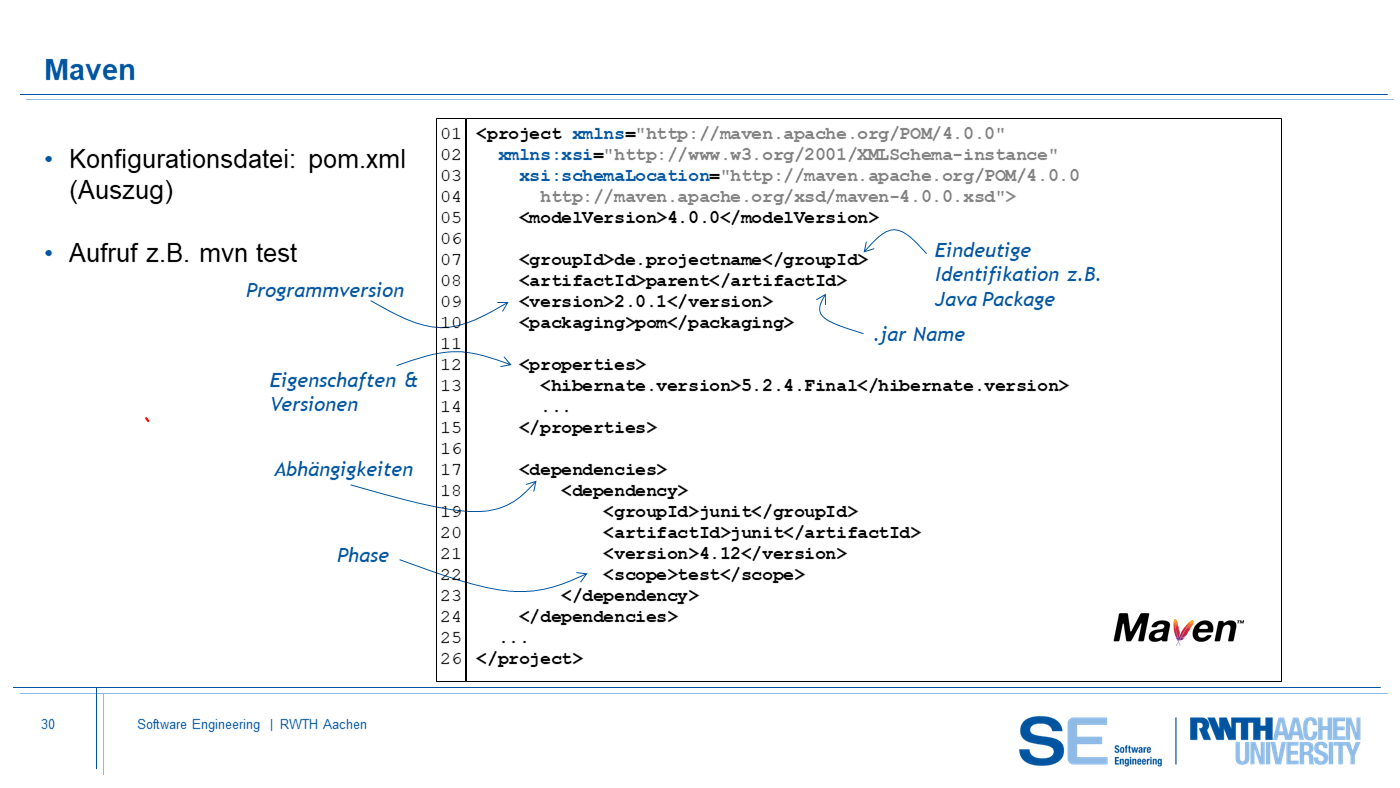 Maven
• Konfigurationsdatei: pom.xml
(Auszug)
• Aufruf z.B. mvn test
Programmversion
Eigenschaften &
Versionen
Abhängigkeiten
Phase
01 <project xmlns="http://maven.apache.org/POM/4.0.0"
02 xmlns:xsi="http://www.w3.org/2001/XMLSchema-instance"
03 xsi:schemaLocation="http://maven.apache.org/POM/4.0.0
04 http://maven.apache.org/xsd/maven-4.0.0.xsd">
05 <modelVersion>4.0.0</modelVersion>
06
07 <groupId>de.projectname</groupId>
08 <artifactId>parent</artifactId>
09 <version>2.0.1</version>
10 <packaging>pom</packaging>
11
12 <properties>
13 <hibernate.version>5.2.4.Final</hibernate.version>
14 ...
15 </properties>
16
17 <dependencies>
18 <dependency>
19 <groupId>junit</groupId>
20 <artifactId>junit</artifactId>
21 <version>4.12</version>
22 <scope>test</scope>
23 </dependency>
24 </dependencies>
25 ...
26 </project>
Eindeutige
Identifikation z.B.
Java Package
.jar Name
Maven™
30
Software Engineering | RWTH Aachen
SE Software
Engineering
RWTHAACHEN
UNIVERSITY